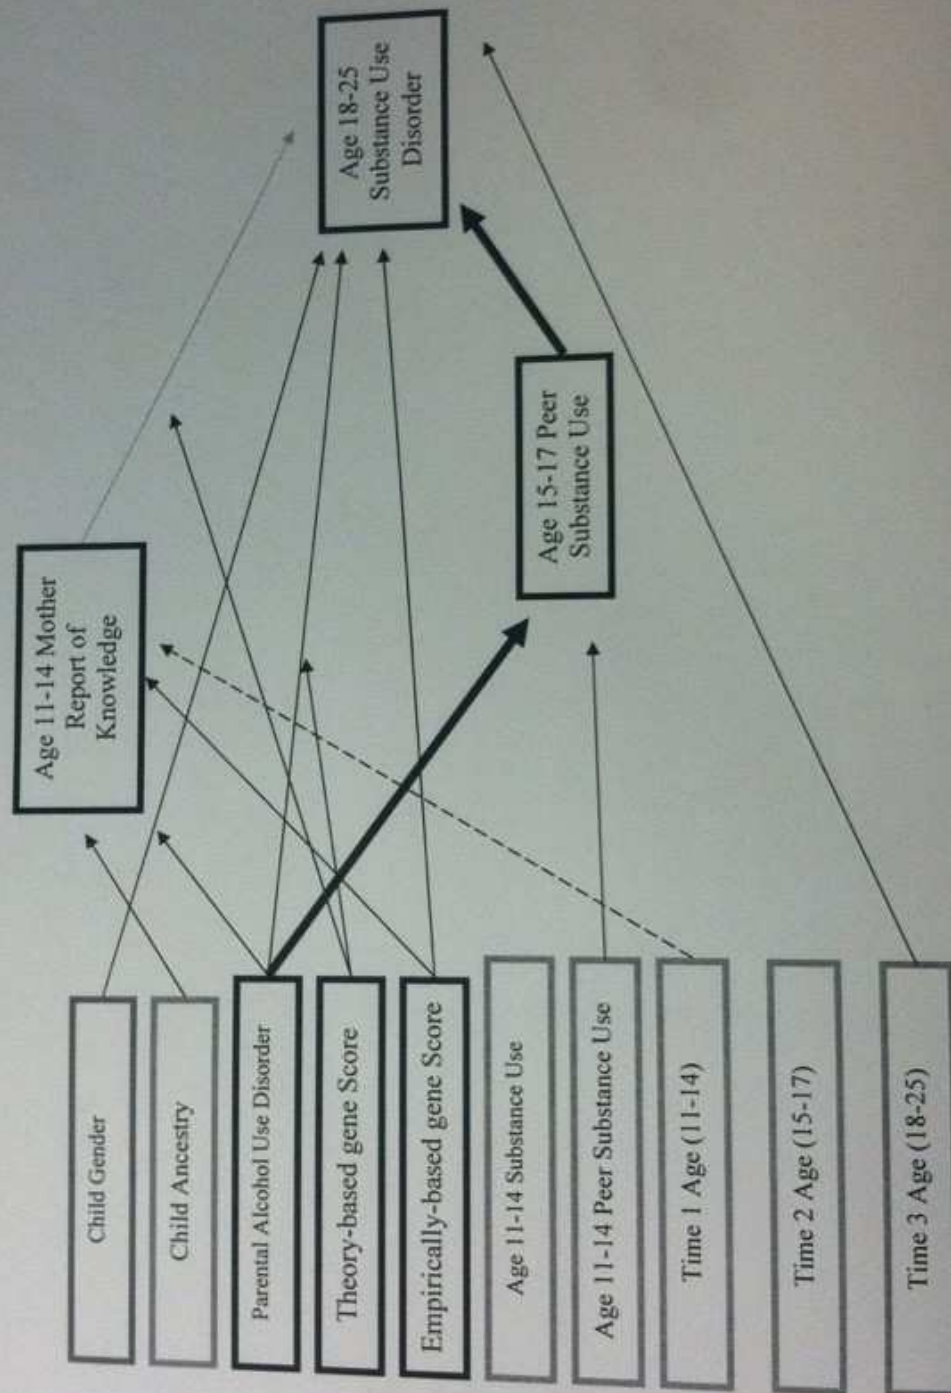 Child Gender
Child Ancestry
Parental Alcohol Use Disorder
Theory-based gene Score
Empirically-based gene Score
Age 11-14 Substance Use
Age 11-14 Peer Substance Use
Time 1 Age (11-14)
Time 2 Age (15-17)
Time 3 Age (18-25)
Age 11-14 Mother
Report of
Knowledge
Age 15-17 Peer
Substance Use
Age 18-25
Substance Use
Disorder